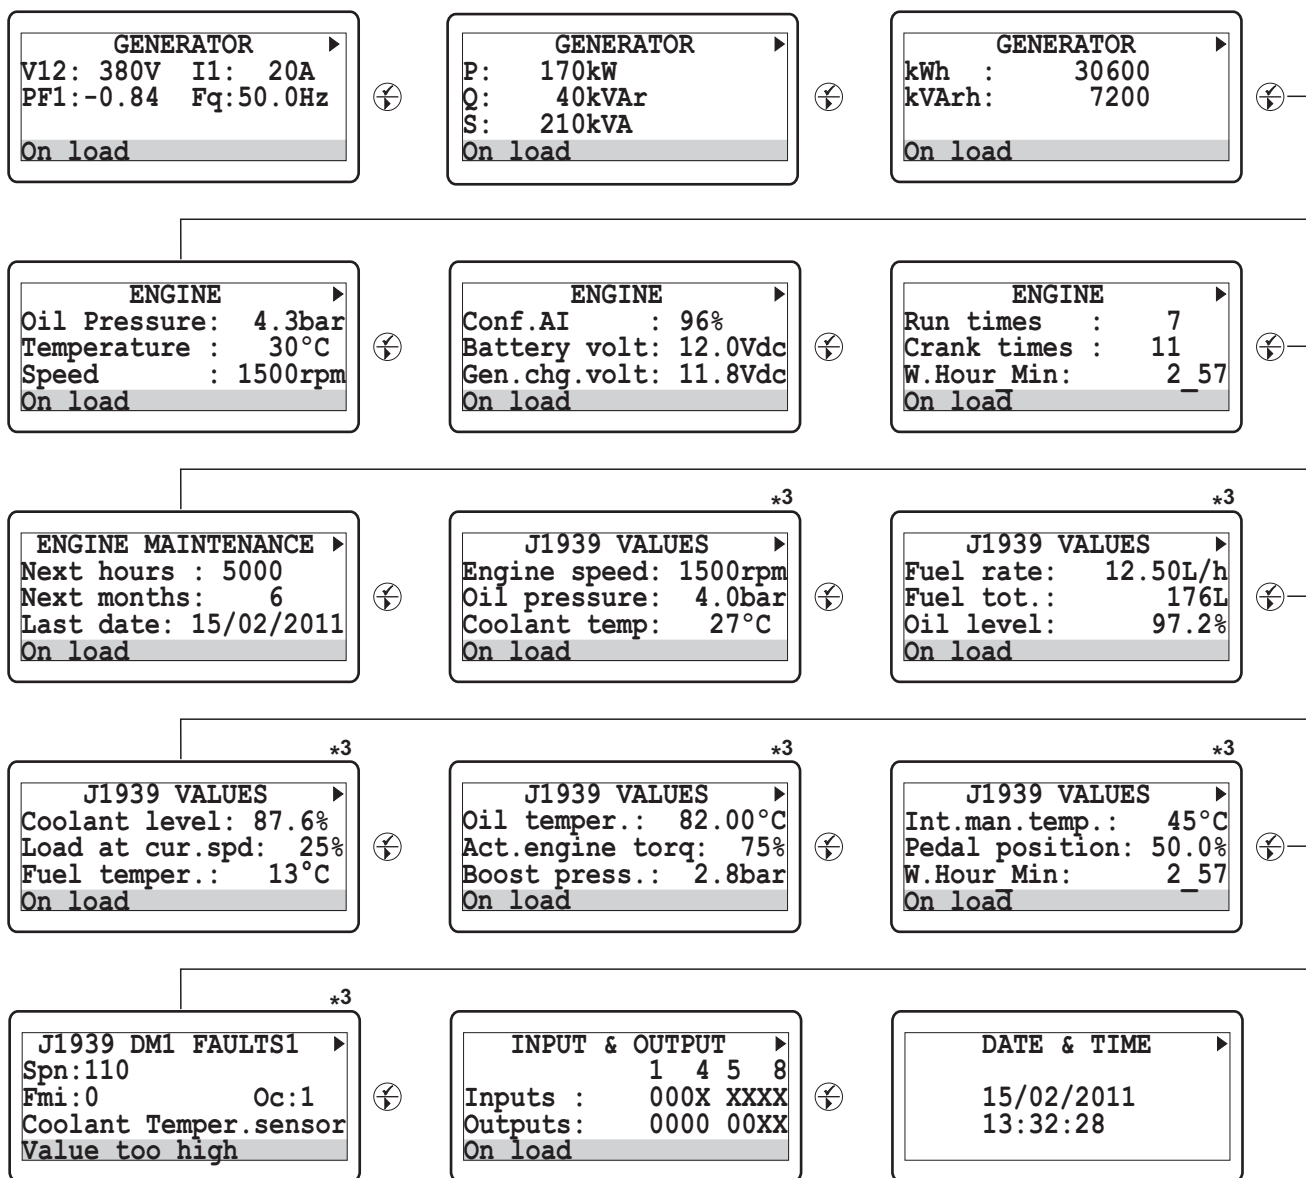 GENERATOR
V12: 380V I1: 20A
PF1:-0.84 Fq:50.0Hz
On load
GENERATOR
P: 170kW
Q: 40kVAr
S: 210kVA
On load
GENERATOR
kWh : 30600
kVArh: 7200
On load
ENGINE
Oil Pressure: 4.3bar
Temperature : 30°C
Speed : 1500rpm
On load
ENGINE
Conf.AI : 96%
Battery volt: 12.0Vdc
Gen.chg.volt: 11.8Vdc
On load
ENGINE
Run times : 7
Crank times : 11
W.Hour_Min: 2_57
On load
ENGINE MAINTENANCE
Next hours : 5000
Next months: 6
Last date: 15/02/2011
On load
*3
J1939 VALUES
Engine speed: 1500rpm
Oil pressure: 4.0bar
Coolant temp: 27°C
On load
*3
J1939 VALUES
Fuel rate: 12.50L/h
Fuel tot.: 176L
Oil level: 97.2%
On load
*3
J1939 VALUES
Coolant level: 87.6%
Load at cur.spd: 25%
Fuel temper.: 13°C
On load
*3
J1939 VALUES
Oil temper.: 82.00°C
Act.engine torq: 75%
Boost press.: 2.8bar
On load
*3
J1939 VALUES
Int.man.temp.: 45°C
Pedal position: 50.0%
W.Hour_Min: 2_57
On load
*3
J1939 DM1 FAULTS1
Spn:110
Fmi:0 Oc:1
Coolant Temper.sensor
Value too high
INPUT & OUTPUT
1 4 5 8
Inputs : 000X XXXX
Outputs: 0000 00XX
On load
DATE & TIME
15/02/2011
13:32:28